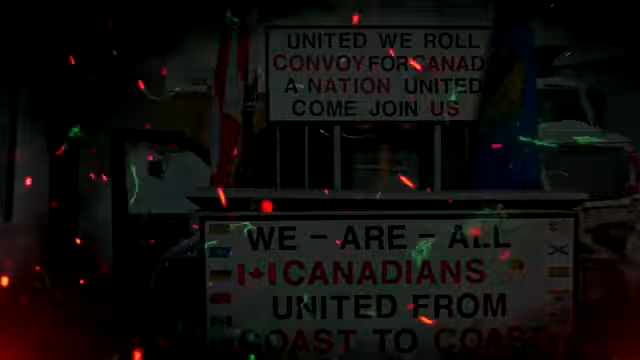 UNITED WE ROLL
CONVOY FOR CANAD
A NATION UNITED
COME JOIN US
WE - ARE - ALL
CANADIANS
UNITED FROM
COAST TO COAST